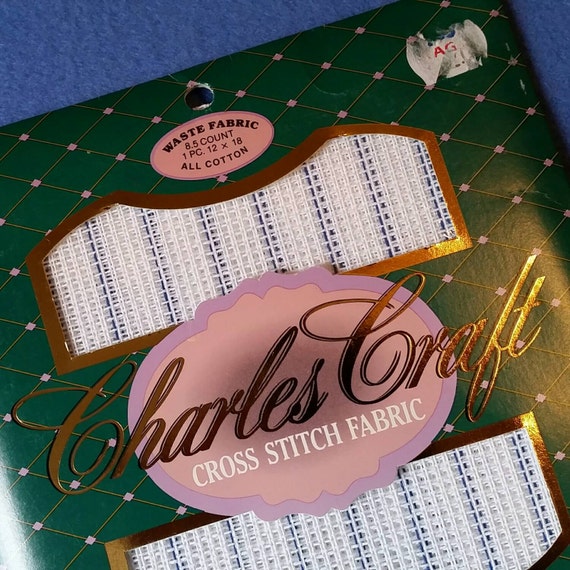 AG
WASTE FABRIC
8.5 COUNT
1 PC. 12 x 18
ALL COTTON
Charles Craft
CROSS STITCH FABRIC